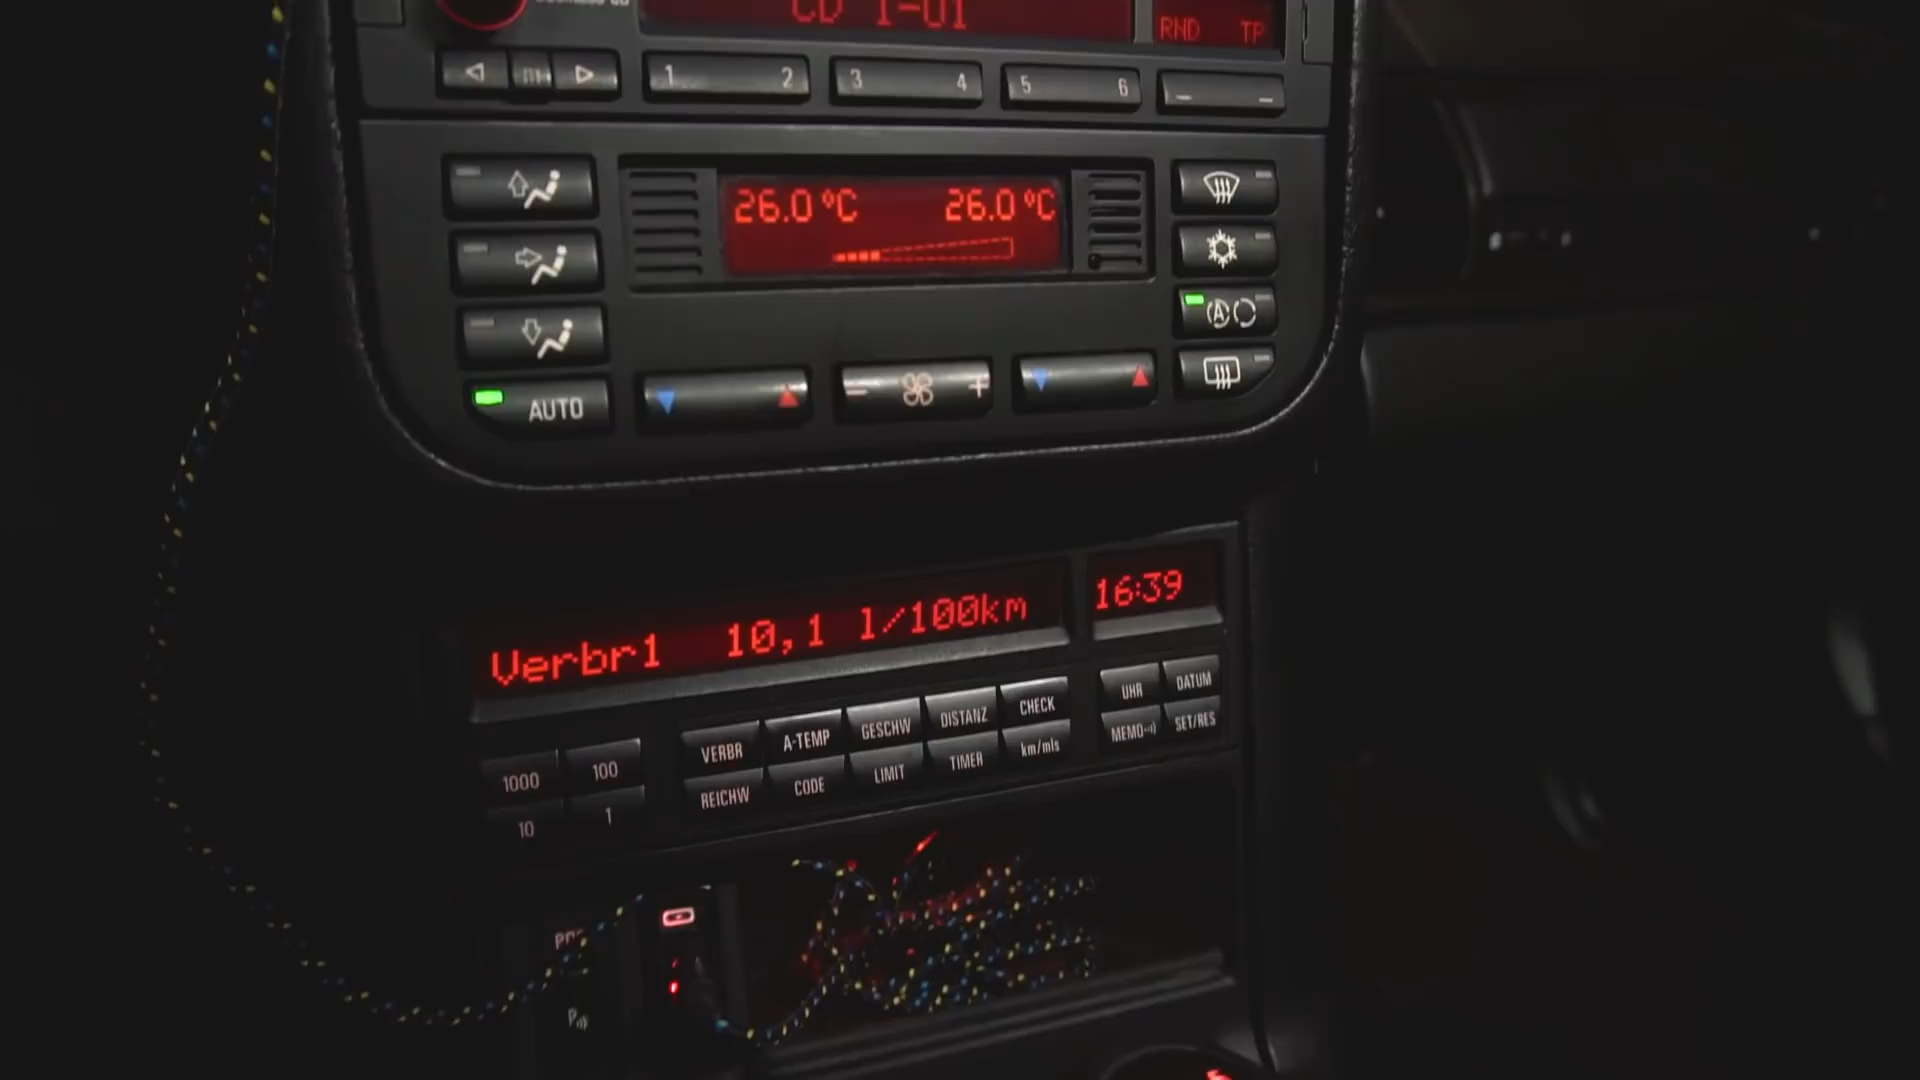 CD 1-01
RND TP
1 2 3 4 5 6
26.0 ºC 26.0 ºC
A
AUTO
Verbr1 10,1 l/100km
16:39
1000 100
10 1
VERBR A-TEMP GESCHW DISTANZ CHECK
REICHW CODE LIMIT TIMER km/mls
UHR DATUM
MEMO SET/RES
P